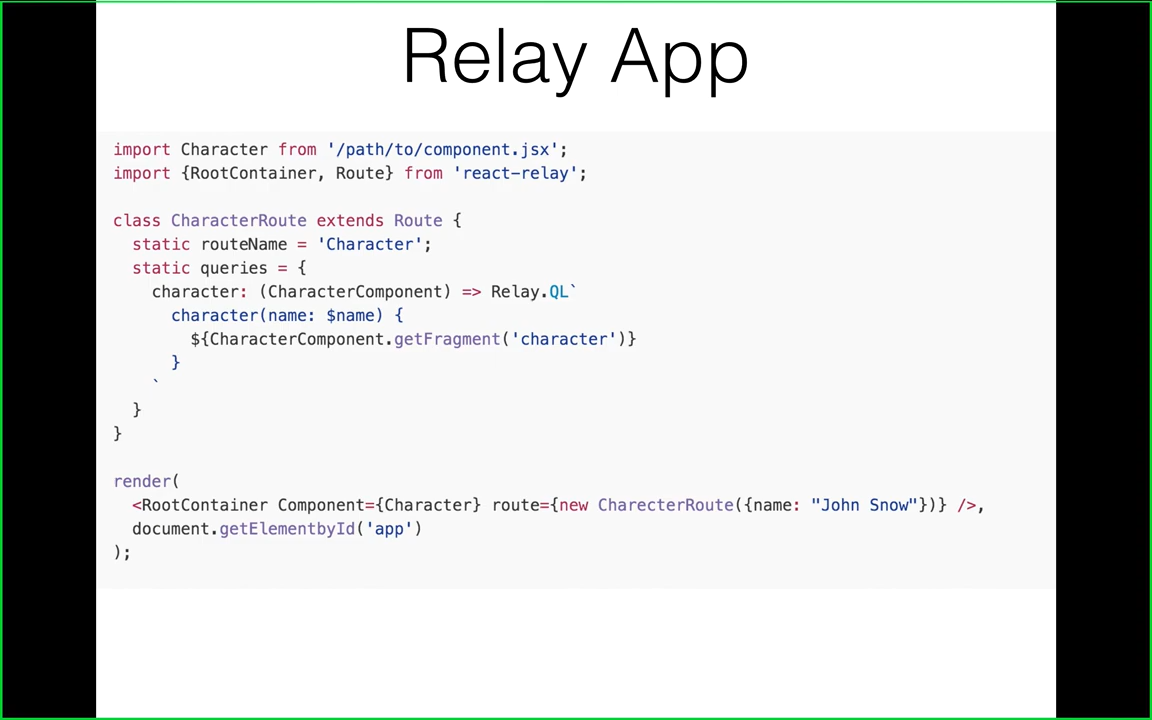 Relay App
import Character from '/path/to/component.jsx';
import {RootContainer, Route} from 'react-relay';
class CharacterRoute extends Route {
static routeName = 'Character';
static queries = {
character: (CharacterComponent) => Relay.QL`
character(name: $name) {
${CharacterComponent.getFragment('character')}
}
`
}
}
render(
<RootContainer Component={Character} route={new CharecterRoute({name: "John Snow"})} />,
document.getElementbyId('app')
);